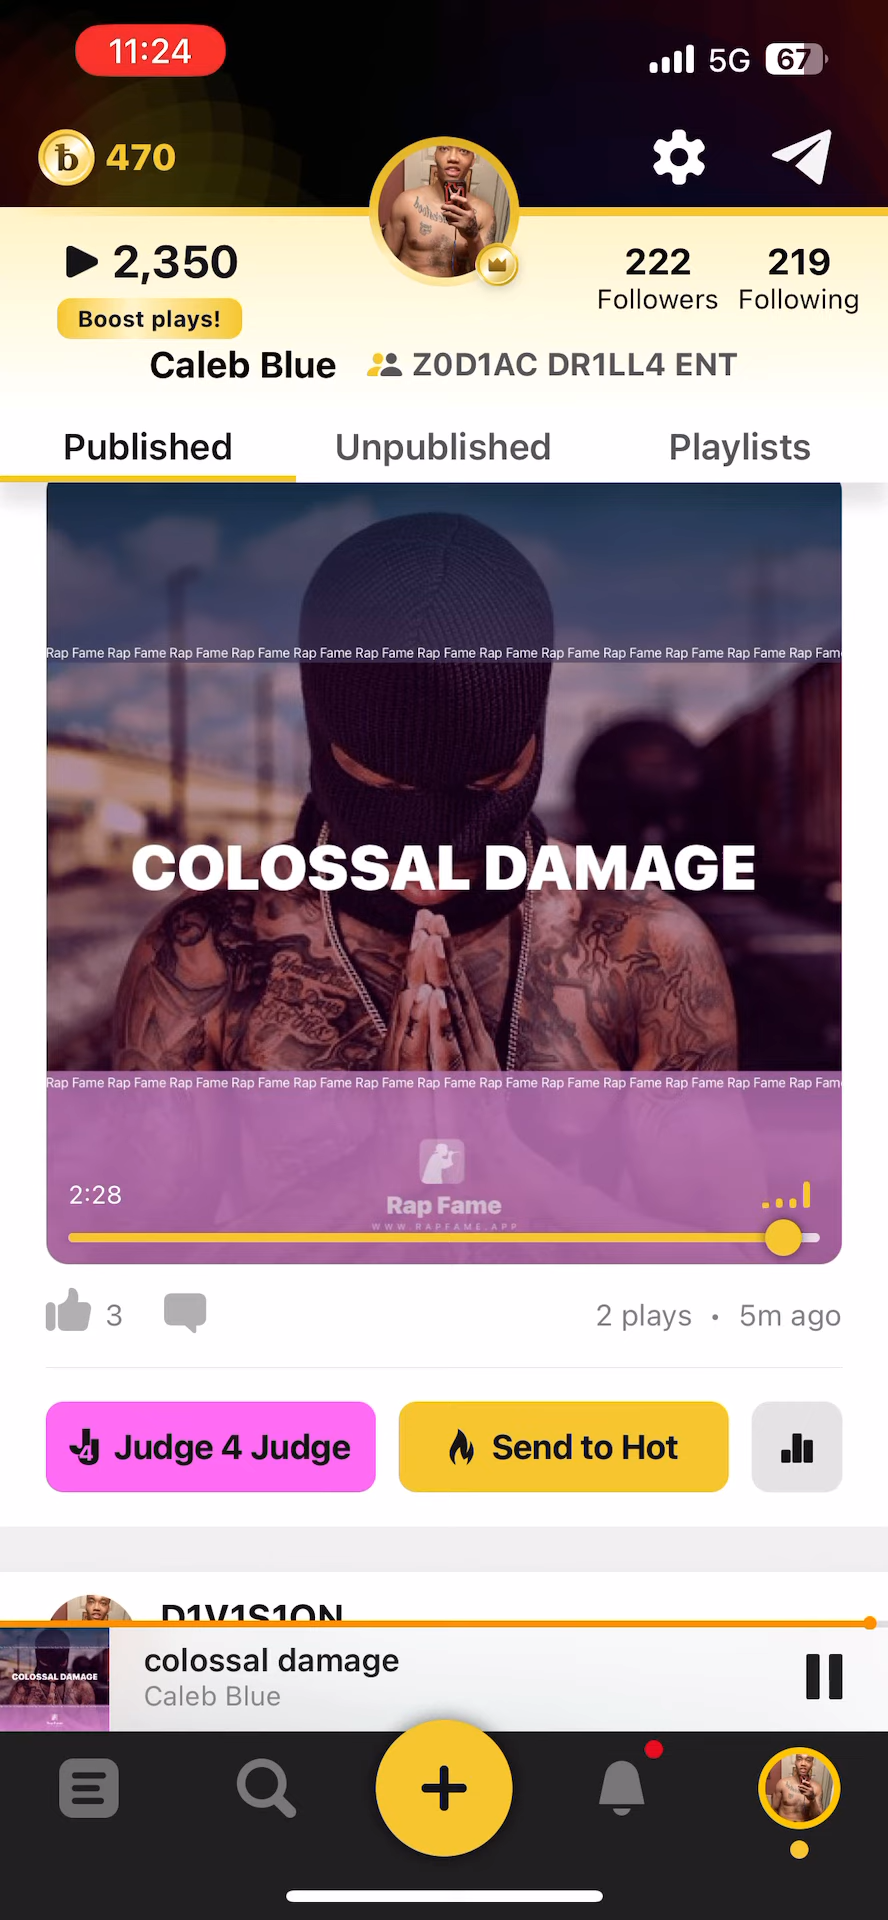 11:24
5G 67
470
2,350
222
219
Followers
Following
Boost plays!
Caleb Blue
Z0D1AC DR1LL4 ENT
Published
Unpublished
Playlists
Rap Fame Rap Fame Rap Fame Rap Fame Rap Fame Rap Fame Rap Fame Rap Fame Rap Fame Rap Fame Rap Fame Rap Fame Rap Fam
COLOSSAL DAMAGE
Rap Fame Rap Fame Rap Fame Rap Fame Rap Fame Rap Fame Rap Fame Rap Fame Rap Fame Rap Fame Rap Fame Rap Fame Rap Fam
2:28
Rap Fame
WWW.RAPFAME.APP
3
2 plays • 5m ago
J4 Judge 4 Judge
Send to Hot
D1V1S1ON
COLOSSAL DAMAGE
colossal damage
Caleb Blue